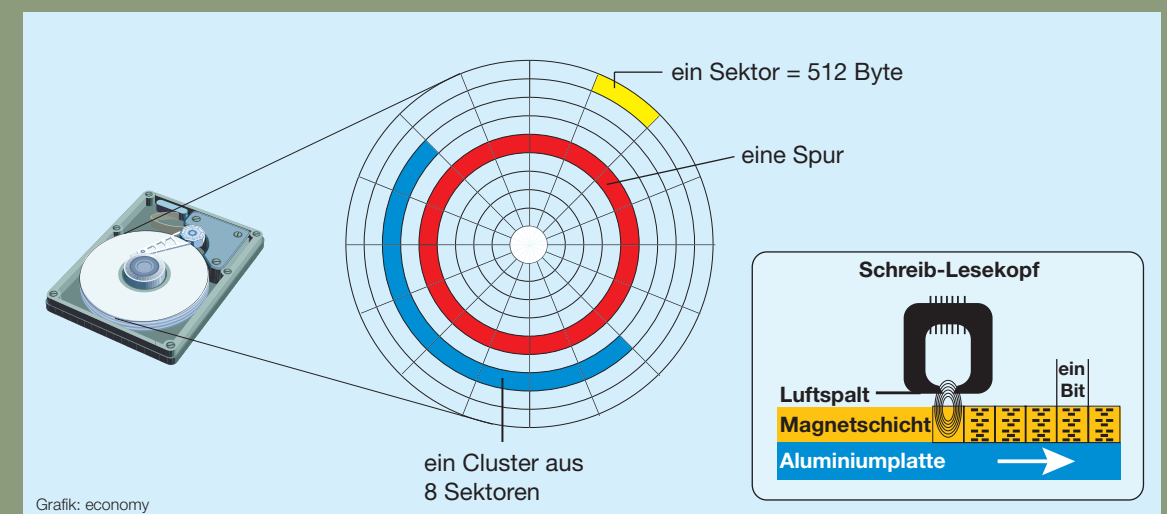 ein Sektor = 512 Byte
eine Spur
ein Cluster aus
8 Sektoren
Schreib-Lesekopf
ein
Bit
Luftspalt
Magnetschicht
Aluminiumplatte
Grafik: economy